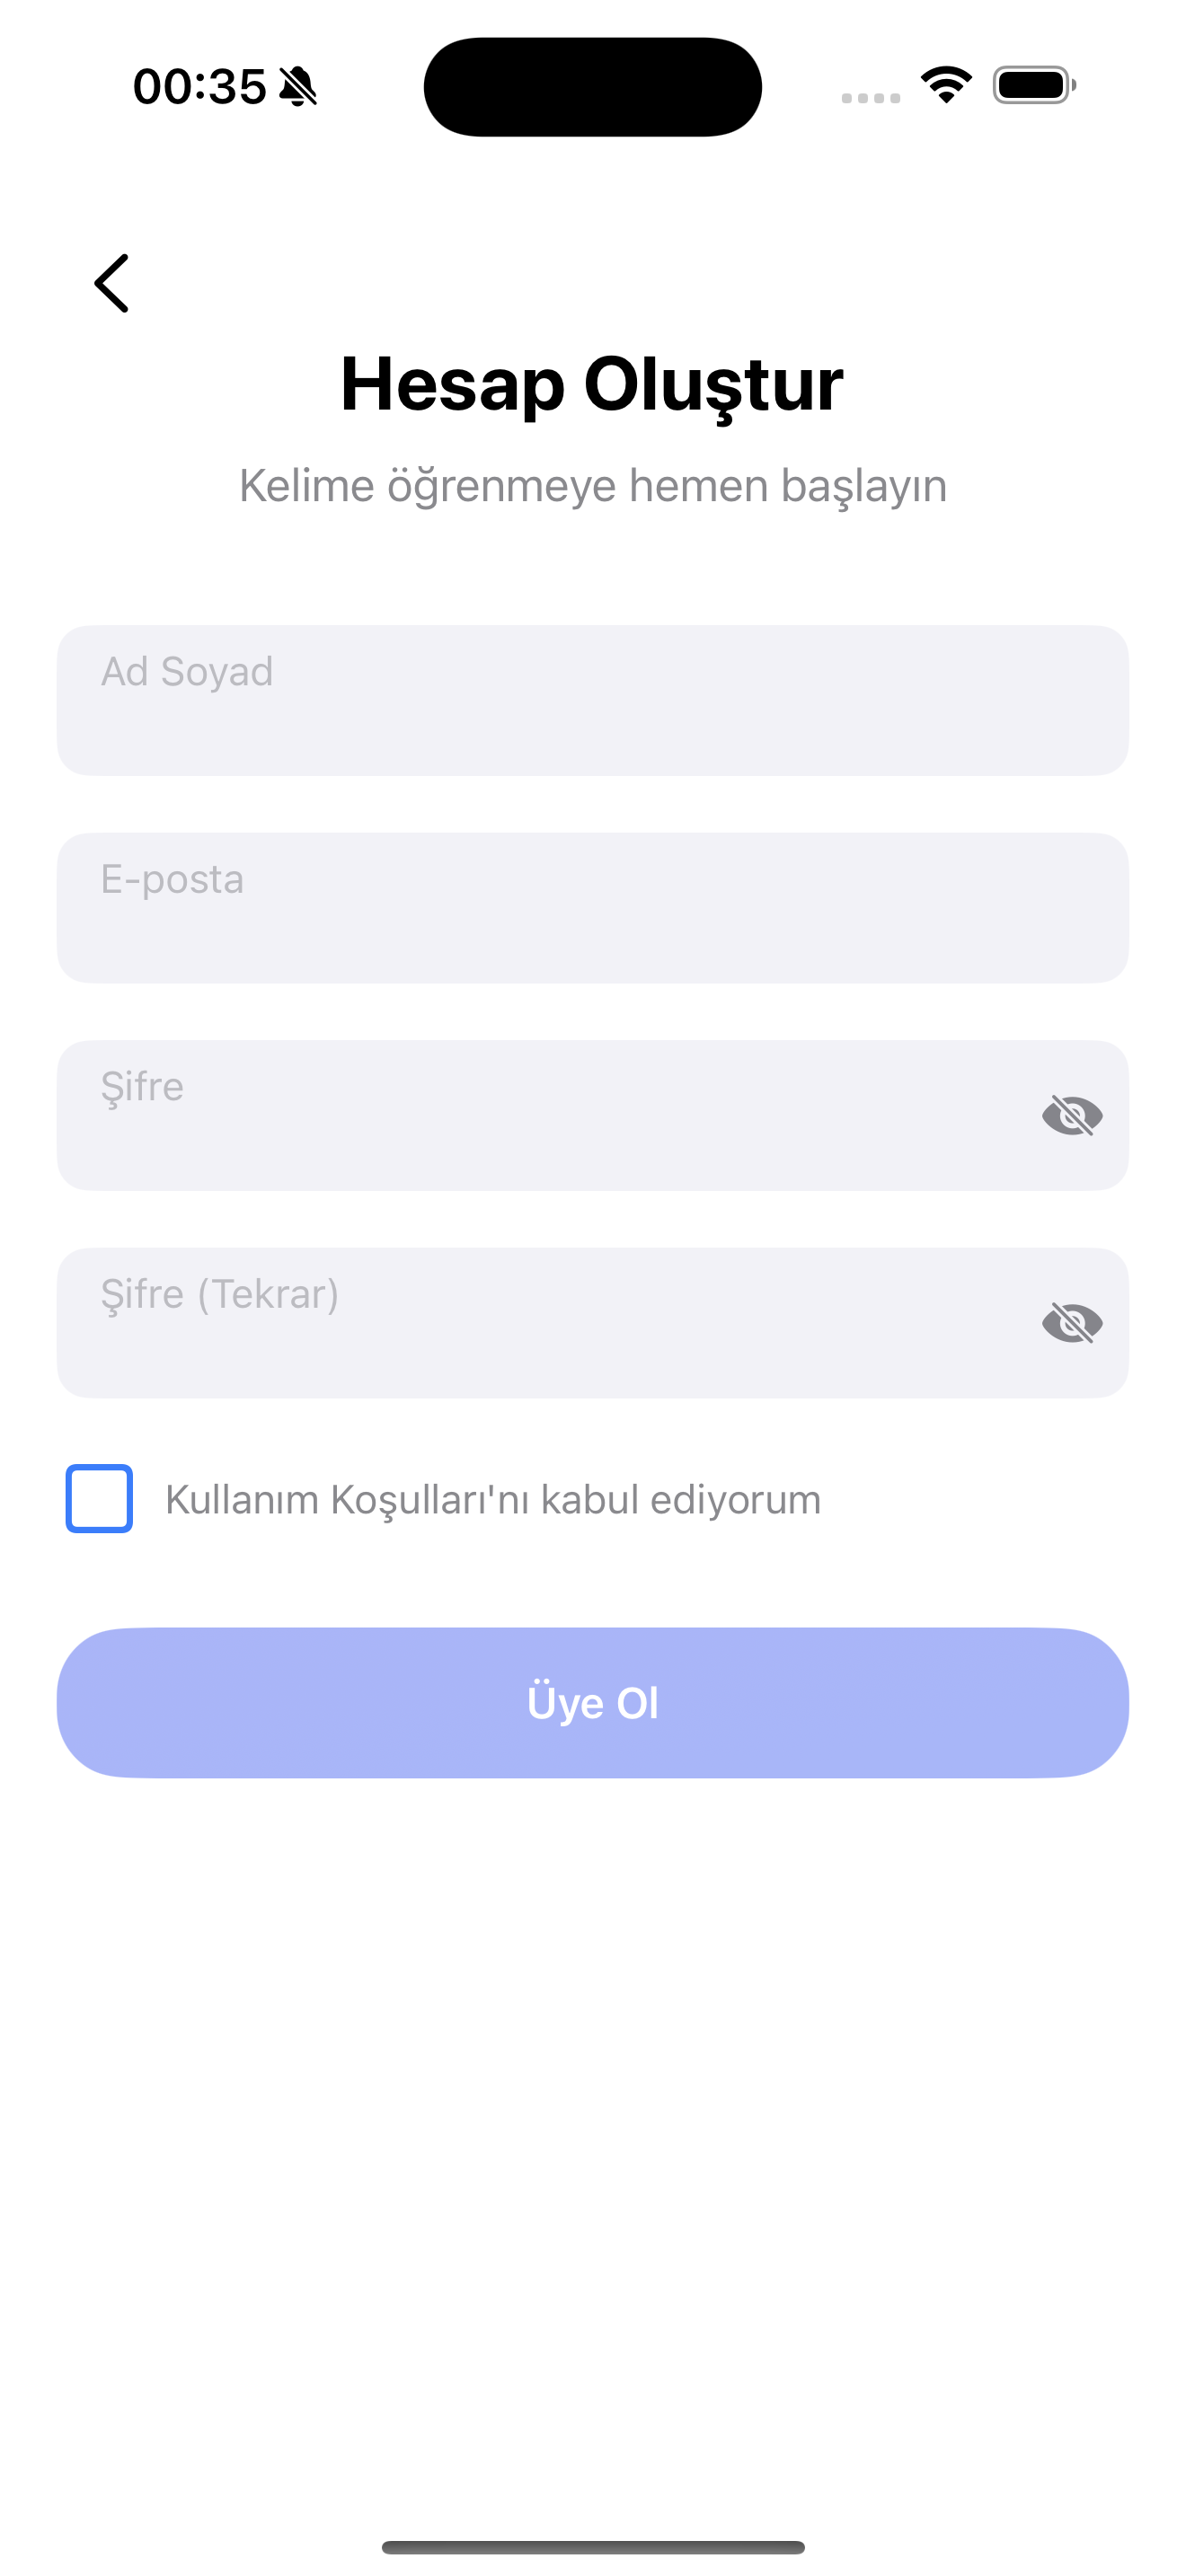 00:35
Hesap Oluştur
Kelime öğrenmeye hemen başlayın
Ad Soyad
E-posta
Şifre
Şifre (Tekrar)
Kullanım Koşulları'nı kabul ediyorum
Üye Ol